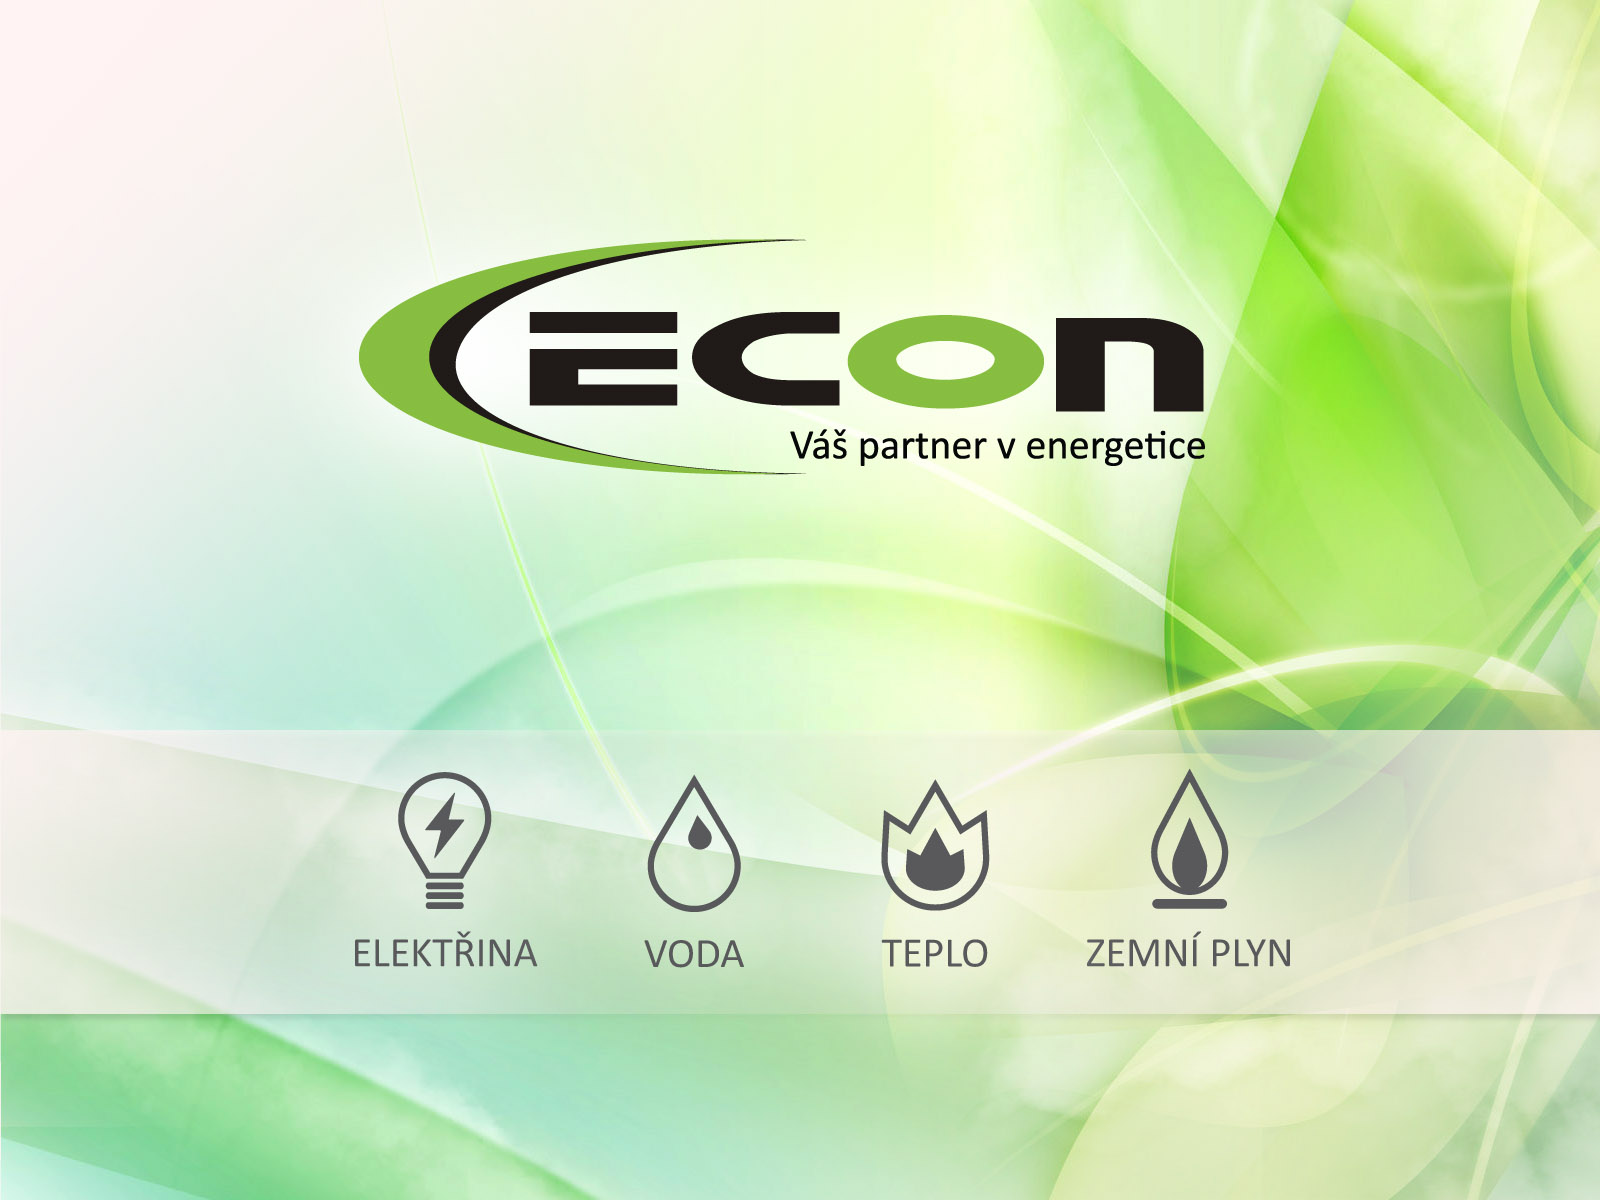 ECON
Váš partner v energetice
ELEKTŘINA
VODA
TEPLO
ZEMNÍ PLYN